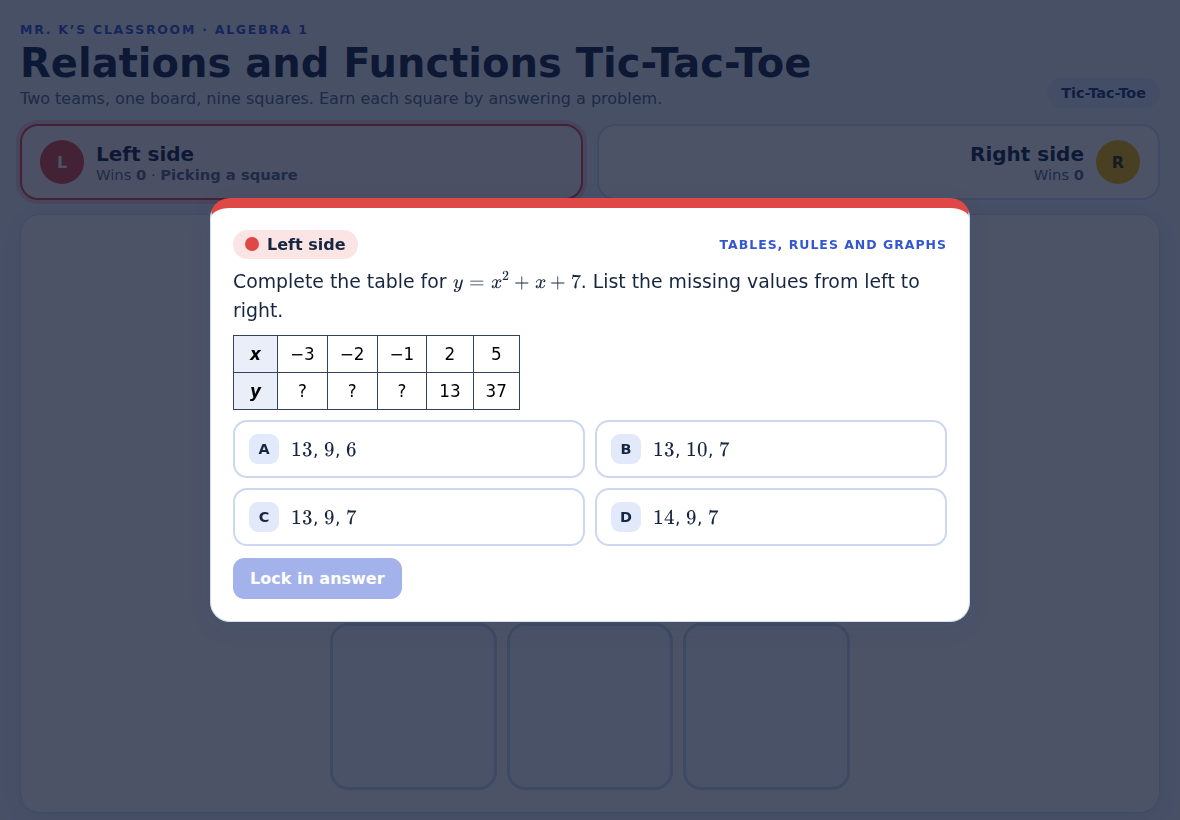 MR. K'S CLASSROOM · ALGEBRA 1
Relations and Functions Tic-Tac-Toe
Two teams, one board, nine squares. Earn each square by answering a problem.
Tic-Tac-Toe
L
Left side
Wins 0 · Picking a square
Right side
Wins 0
R
Left side
TABLES, RULES AND GRAPHS
Complete the table for y = x² + x + 7. List the missing values from left to
right.
x −3 −2 −1 2 5
y ? ? ? 13 37
A 13, 9, 6
B 13, 10, 7
C 13, 9, 7
D 14, 9, 7
Lock in answer